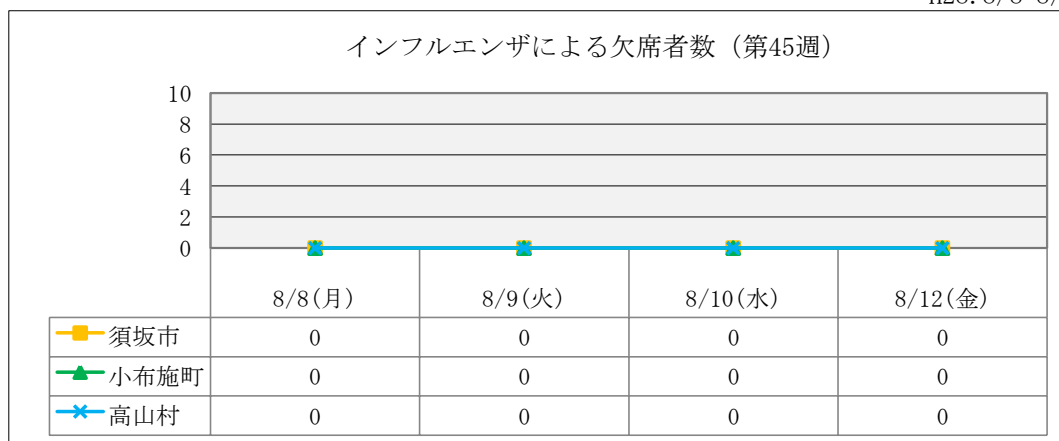 インフルエンザによる欠席者数（第45週）
10
8
6
4
2
0
8/8(月) 8/9(火) 8/10(水) 8/12(金)
須坂市 0 0 0 0
小布施町 0 0 0 0
高山村 0 0 0 0